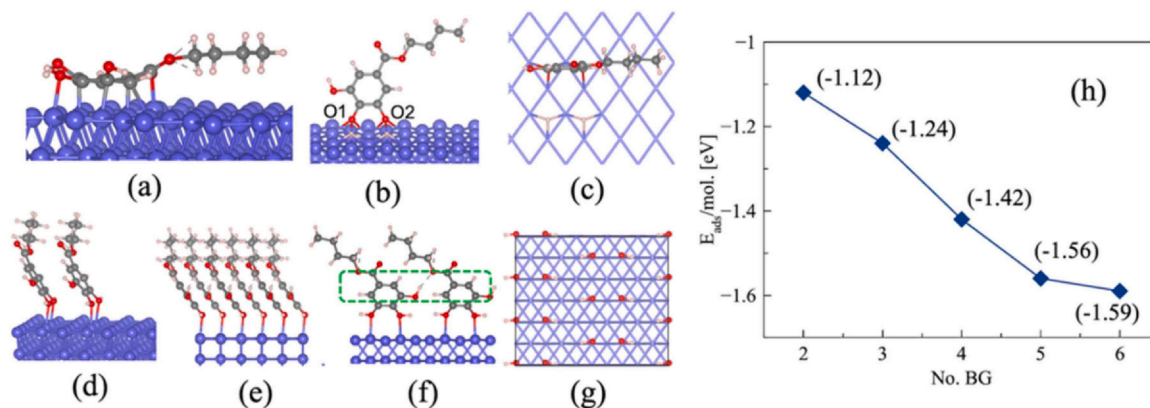 O1
O2
(a)
(b)
(c)
(d)
(e)
(f)
(g)
(h)
E_ads/mol. [eV]
−1
−1.2
−1.4
−1.6
(-1.12)
(-1.24)
(-1.42)
(-1.56)
(-1.59)
2
3
4
5
6
No. BG